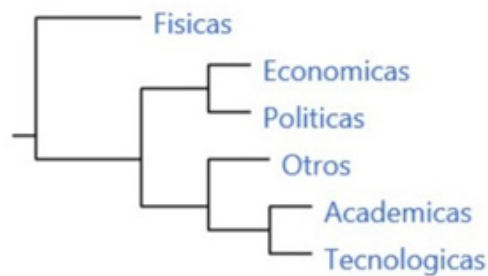 Fisicas
Economicas
Politicas
Otros
Academicas
Tecnologicas